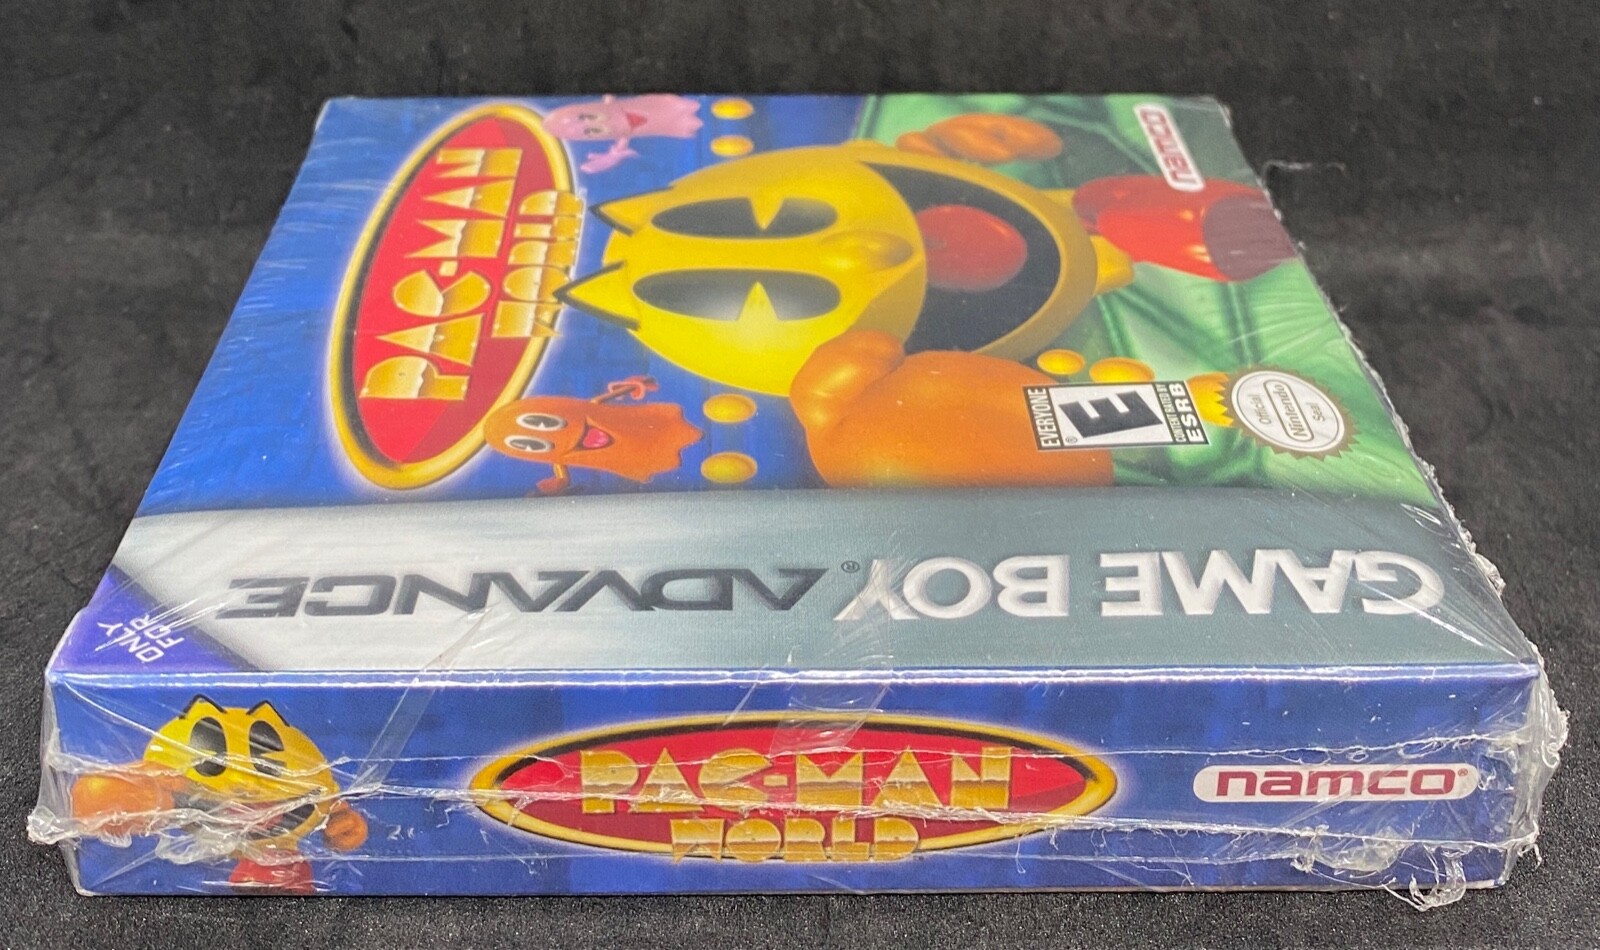 PAC-MAN
WORLD
namco
EVERYONE
E
®
CONTENT RATED BY
ESRB
Official
Nintendo
Seal
GAME BOY ADVANCE®
ONLY
FOR
PAC-MAN
WORLD
namco®